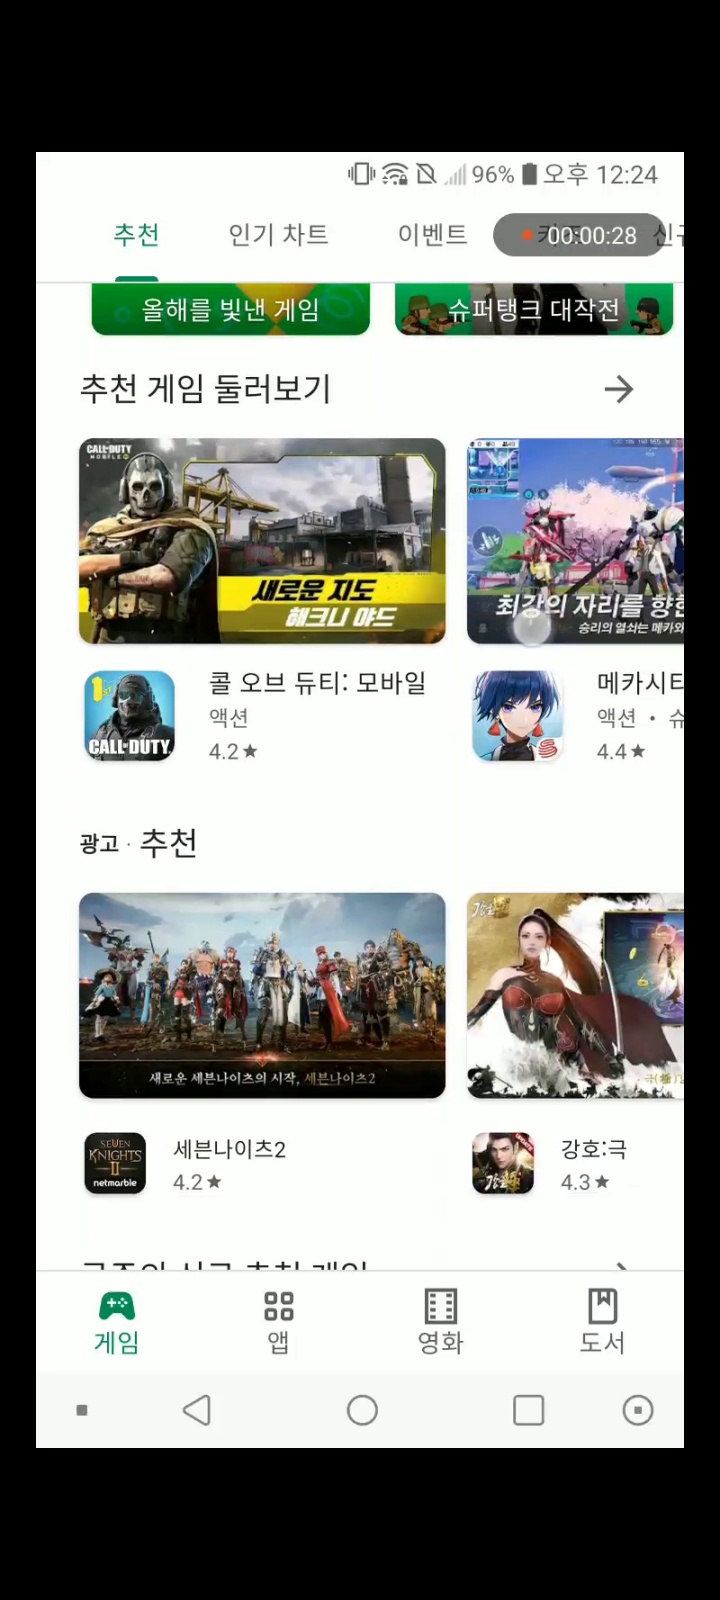 96% 오후 12:24
추천 인기 차트 이벤트 00:00:28
올해를 빛낸 게임 슈퍼탱크 대작전
추천 게임 둘러보기
CALL OF DUTY
MOBILE
새로운 지도
해크니 야드
최강의 자리를 향한
승리의 열쇠는 메카와
1st
CALL OF DUTY
콜 오브 듀티: 모바일
액션
4.2★
메카시티
액션 • 슈
4.4★
광고 · 추천
새로운 세븐나이츠의 시작, 세븐나이츠2
강호:극
SEVEN
KNIGHTS
II
netmarble
세븐나이츠2
4.2★
강호:극
4.3★
게임 앱 영화 도서